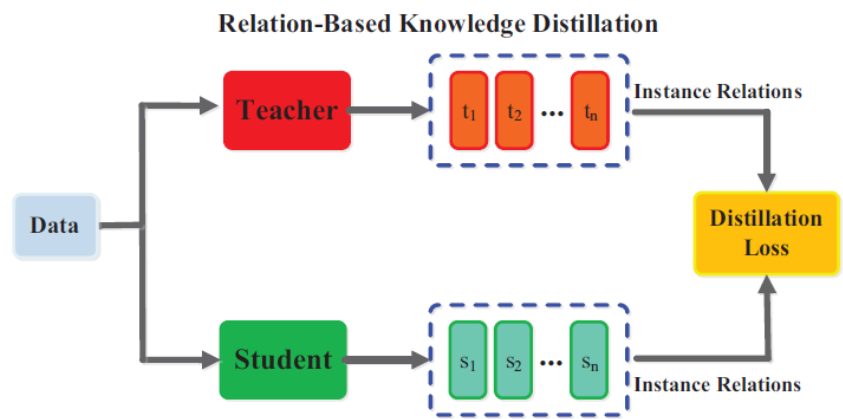 Relation-Based Knowledge Distillation
Teacher
t₁ t₂ ... tₙ
Instance Relations
Data
Distillation
Loss
Student
s₁ s₂ ... sₙ
Instance Relations